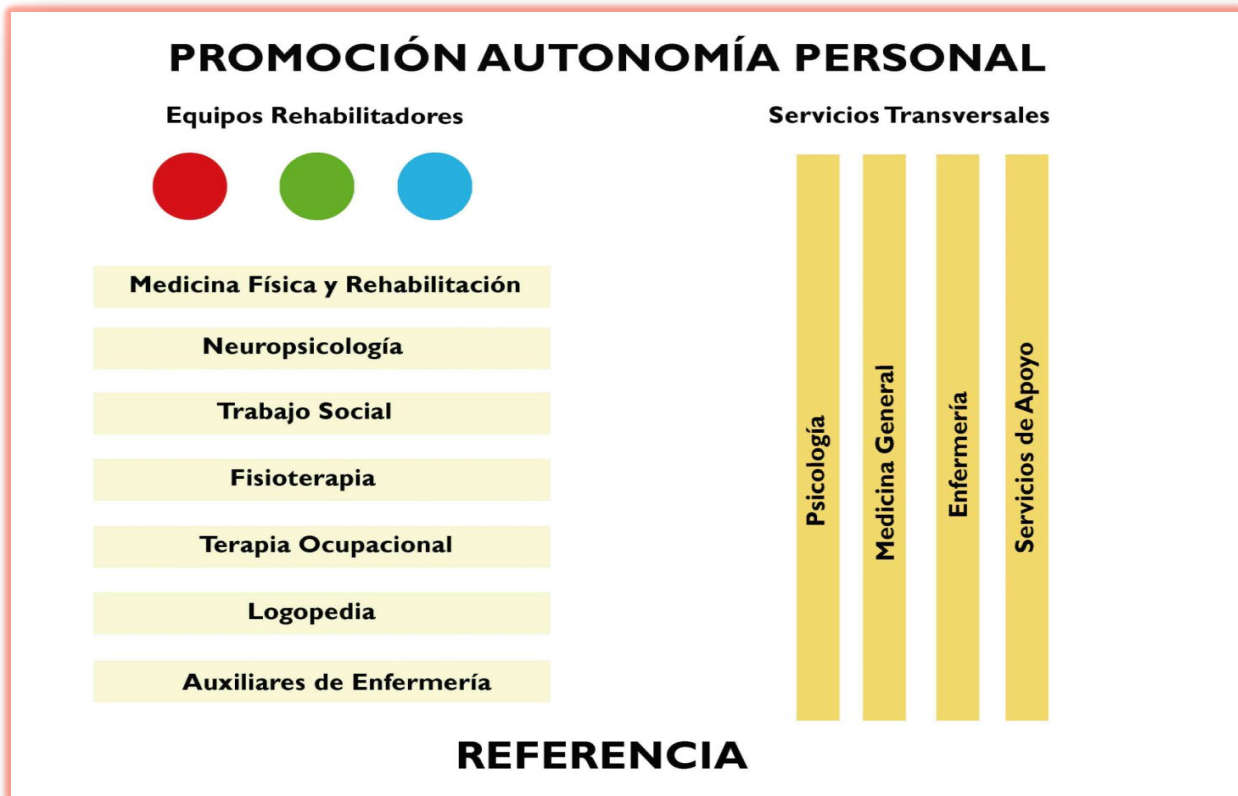 PROMOCIÓN AUTONOMÍA PERSONAL
Equipos Rehabilitadores
Medicina Física y Rehabilitación
Neuropsicología
Trabajo Social
Fisioterapia
Terapia Ocupacional
Logopedia
Auxiliares de Enfermería
Servicios Transversales
Psicología
Medicina General
Enfermería
Servicios de Apoyo
REFERENCIA